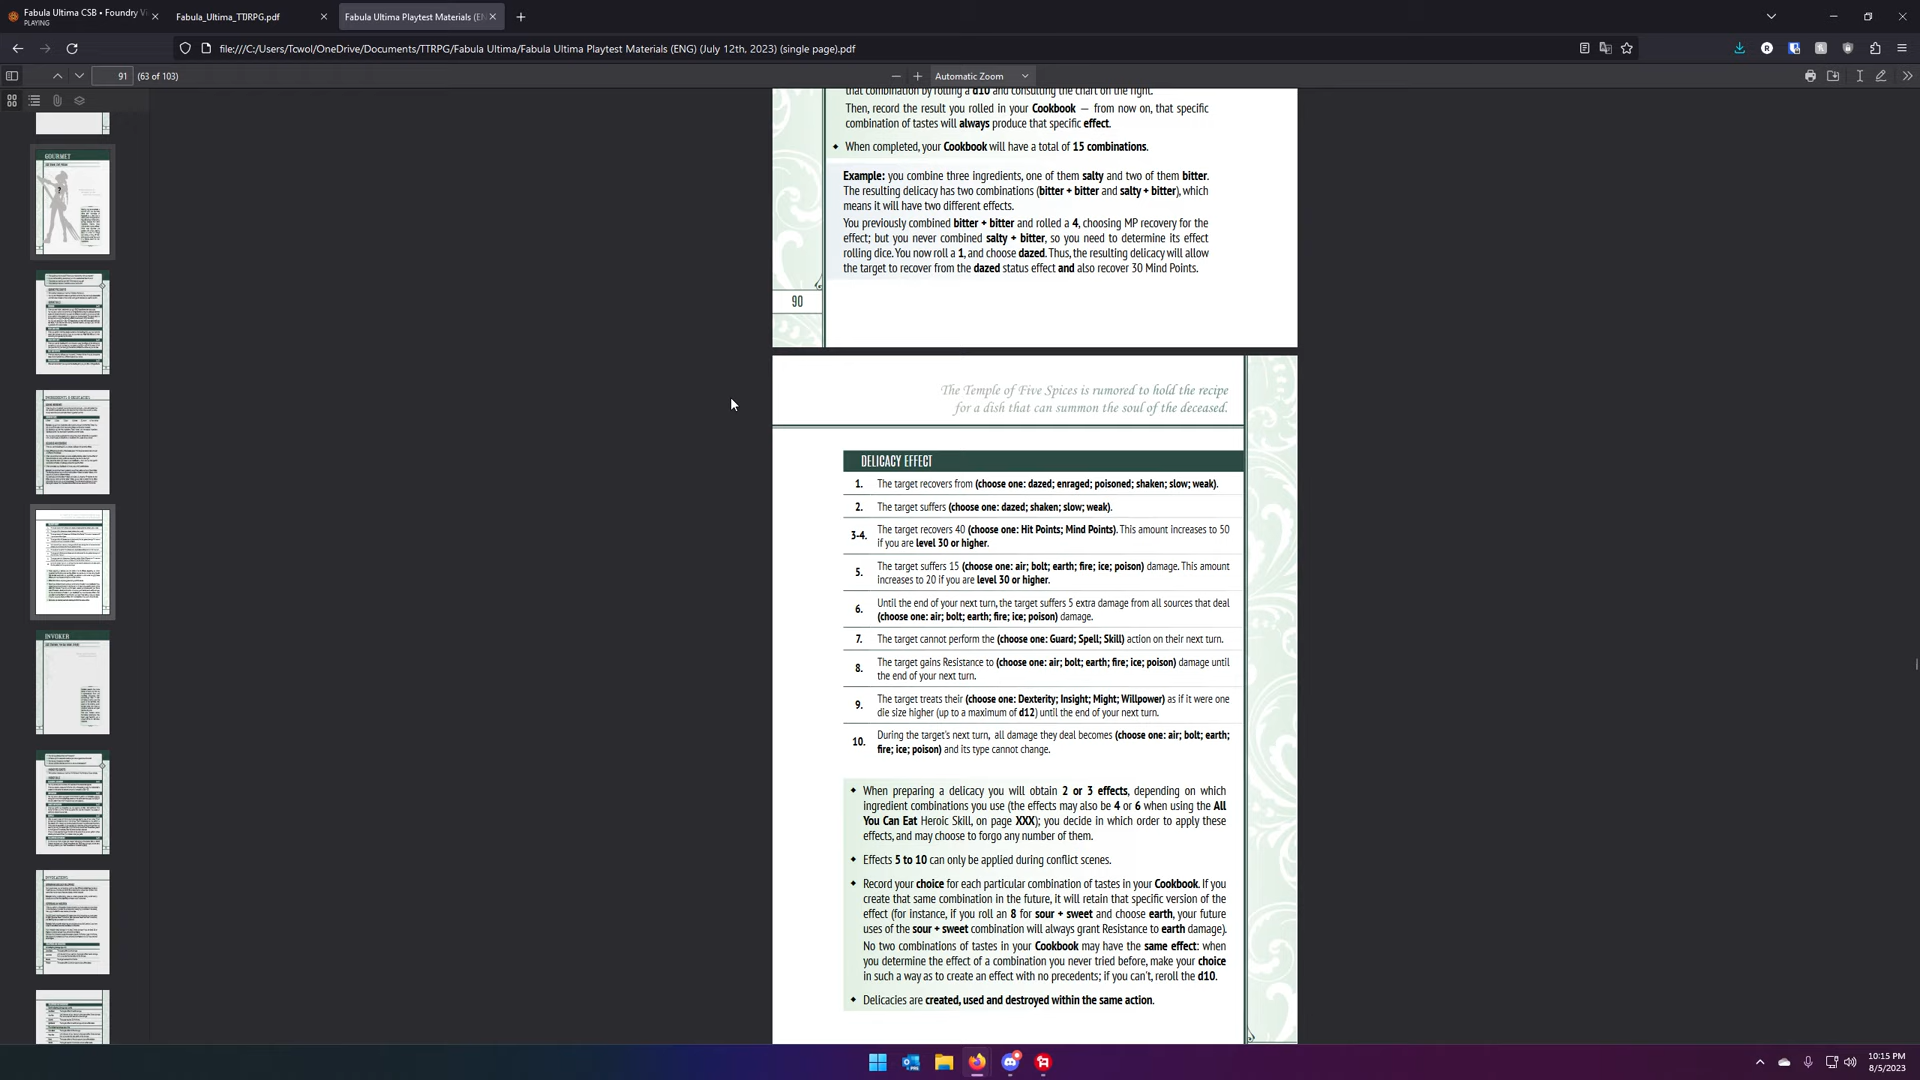 Fabula Ultima CSB • Foundry Vi
PLAYING
Fabula_Ultima_TTJRPG.pdf
Fabula Ultima Playtest Materials (EN
file:///C:/Users/Tcwol/OneDrive/Documents/TTRPG/Fabula Ultima/Fabula Ultima Playtest Materials (ENG) (July 12th, 2023) (single page).pdf
91
(63 of 103)
Automatic Zoom
GOURMET
INGREDIENTS & DELICACIES
INVOKER
INVOCATIONS
that combination by rolling a d10 and consulting the chart on the right.
Then, record the result you rolled in your Cookbook — from now on, that specific
combination of tastes will always produce that specific effect.
When completed, your Cookbook will have a total of 15 combinations.
Example: you combine three ingredients, one of them salty and two of them bitter.
The resulting delicacy has two combinations (bitter + bitter and salty + bitter), which
means it will have two different effects.
You previously combined bitter + bitter and rolled a 4, choosing MP recovery for the
effect; but you never combined salty + bitter, so you need to determine its effect
rolling dice. You now roll a 1, and choose dazed. Thus, the resulting delicacy will allow
the target to recover from the dazed status effect and also recover 30 Mind Points.
90
The Temple of Five Spices is rumored to hold the recipe
for a dish that can summon the soul of the deceased.
DELICACY EFFECT
1. The target recovers from (choose one: dazed; enraged; poisoned; shaken; slow; weak).
2. The target suffers (choose one: dazed; shaken; slow; weak).
3-4. The target recovers 40 (choose one: Hit Points; Mind Points). This amount increases to 50
if you are level 30 or higher.
5. The target suffers 15 (choose one: air; bolt; earth; fire; ice; poison) damage. This amount
increases to 20 if you are level 30 or higher.
6. Until the end of your next turn, the target suffers 5 extra damage from all sources that deal
(choose one: air; bolt; earth; fire; ice; poison) damage.
7. The target cannot perform the (choose one: Guard; Spell; Skill) action on their next turn.
8. The target gains Resistance to (choose one: air; bolt; earth; fire; ice; poison) damage until
the end of your next turn.
9. The target treats their (choose one: Dexterity; Insight; Might; Willpower) as if it were one
die size higher (up to a maximum of d12) until the end of your next turn.
10. During the target's next turn, all damage they deal becomes (choose one: air; bolt; earth;
fire; ice; poison) and its type cannot change.
When preparing a delicacy you will obtain 2 or 3 effects, depending on which
ingredient combinations you use (the effects may also be 4 or 6 when using the All
You Can Eat Heroic Skill, on page XXX); you decide in which order to apply these
effects, and may choose to forgo any number of them.
Effects 5 to 10 can only be applied during conflict scenes.
Record your choice for each particular combination of tastes in your Cookbook. If you
create that same combination in the future, it will retain that specific version of the
effect (for instance, if you roll an 8 for sour + sweet and choose earth, your future
uses of the sour + sweet combination will always grant Resistance to earth damage).
No two combinations of tastes in your Cookbook may have the same effect: when
you determine the effect of a combination you never tried before, make your choice
in such a way as to create an effect with no precedents; if you can't, reroll the d10.
Delicacies are created, used and destroyed within the same action.
10:15 PM
8/5/2023